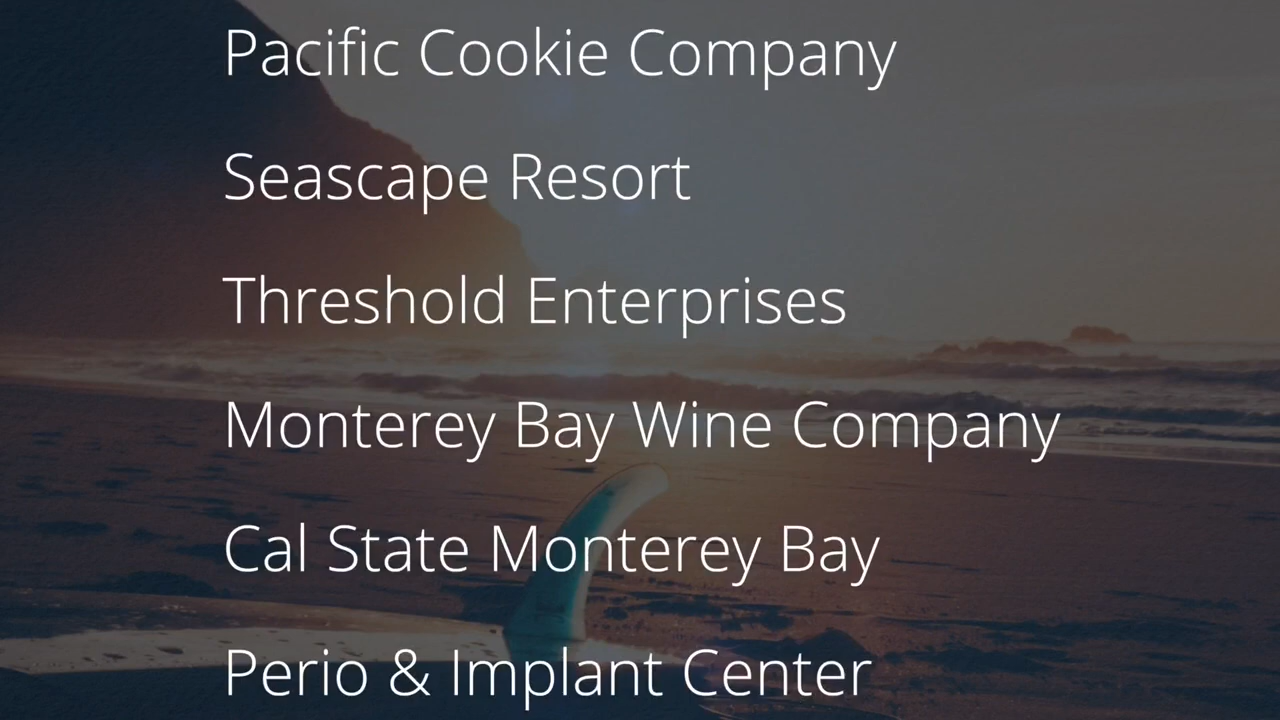 Pacific Cookie Company
Seascape Resort
Threshold Enterprises
Monterey Bay Wine Company
Cal State Monterey Bay
Perio & Implant Center